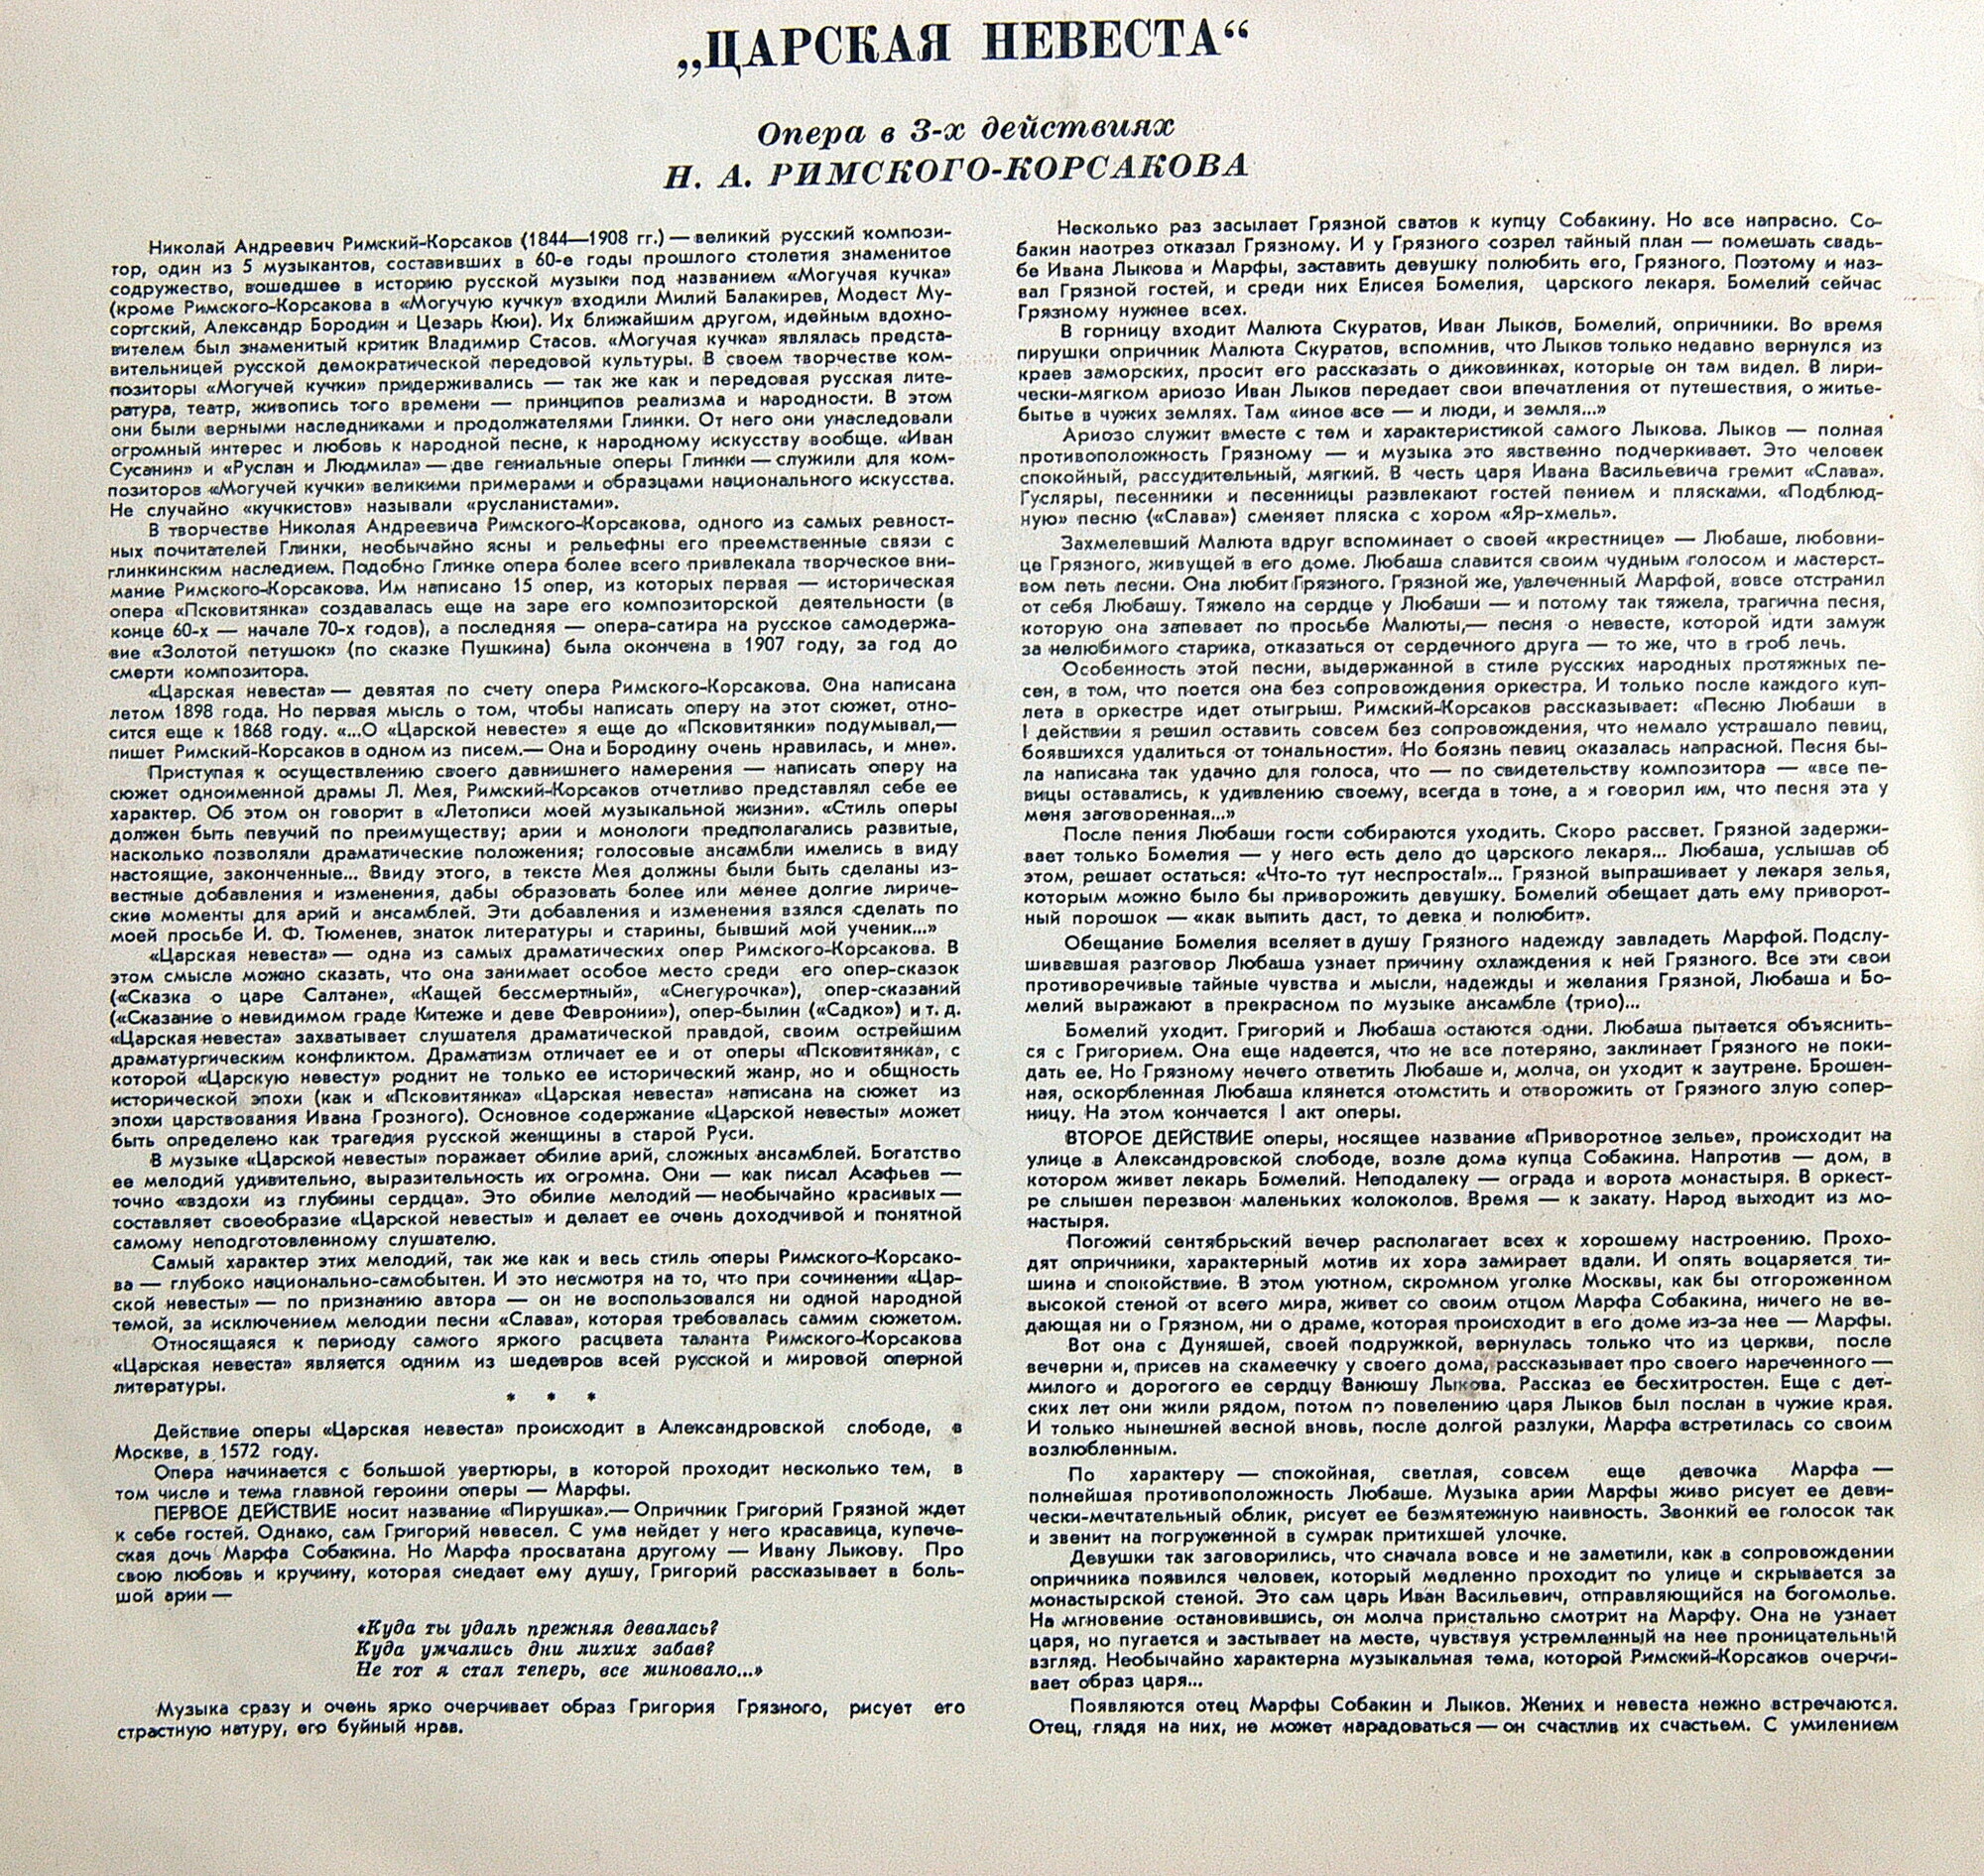 „ЦАРСКАЯ НЕВЕСТА“
Опера в 3-х действиях
Н. А. РИМСКОГО-КОРСАКОВА
Николай Андреевич Римский-Корсаков (1844—1908 гг.) — великий русский компози-
тор, один из 5 музыкантов, составивших в 60-е годы прошлого столетия знаменитое
содружество, вошедшее в историю русской музыки под названием «Могучая кучка»
(кроме Римского-Корсакова в «Могучую кучку» входили Милий Балакирев, Модест Му-
соргский, Александр Бородин и Цезарь Кюи). Их ближайшим другом, идейным вдохно-
вителем был знаменитый критик Владимир Стасов. «Могучая кучка» являлась предста-
вительницей русской демократической передовой культуры. В своем творчестве ком-
позиторы «Могучей кучки» придерживались — так же как и передовая русская лите-
ратура, театр, живопись того времени — принципов реализма и народности. В этом
они были верными наследниками и продолжателями Глинки. От него они унаследовали
огромный интерес и любовь к народной песне, к народному искусству вообще. «Иван
Сусанин» и «Руслан и Людмила» — две гениальные оперы Глинки — служили для ком-
позиторов «Могучей кучки» великими примерами и образцами национального искусства.
Не случайно «кучкистов» называли «русланистами».
В творчестве Николая Андреевича Римского-Корсакова, одного из самых ревност-
ных почитателей Глинки, необычайно ясны и рельефны его преемственные связи с
глинкинским наследием. Подобно Глинке опера более всего привлекала творческое вни-
мание Римского-Корсакова. Им написано 15 опер, из которых первая — историческая
опера «Псковитянка» создавалась еще на заре его композиторской деятельности (в
конце 60-х — начале 70-х годов), а последняя — опера-сатира на русское самодержа-
вие «Золотой петушок» (по сказке Пушкина) была окончена в 1907 году, за год до
смерти композитора.
«Царская невеста» — девятая по счету опера Римского-Корсакова. Она написана
летом 1898 года. Но первая мысль о том, чтобы написать оперу на этот сюжет, отно-
сится еще к 1868 году. «...О «Царской невесте» я еще до «Псковитянки» подумывал,—
пишет Римский-Корсаков в одном из писем.— Она и Бородину очень нравилась, и мне».
Приступая к осуществлению своего давнишнего намерения — написать оперу на
сюжет одноименной драмы Л. Мея, Римский-Корсаков отчетливо представлял себе ее
характер. Об этом он говорит в «Летописи моей музыкальной жизни». «Стиль оперы
должен быть певучий по преимуществу; арии и монологи предполагались развитые,
насколько позволяли драматические положения; голосовые ансамбли имелись в виду
настоящие, законченные... Ввиду этого, в тексте Мея должны были быть сделаны из-
вестные добавления и изменения, дабы образовать более или менее долгие лириче-
ские моменты для арий и ансамблей. Эти добавления и изменения взялся сделать по
моей просьбе И. Ф. Тюменев, знаток литературы и старины, бывший мой ученик...»
«Царская невеста» — одна из самых драматических опер Римского-Корсакова. В
этом смысле можно сказать, что она занимает особое место среди его опер-сказок
(«Сказка о царе Салтане», «Кащей бессмертный», «Снегурочка»), опер-сказаний
(«Сказание о невидимом граде Китеже и деве Февронии»), опер-былин («Садко») и т. д.
«Царская невеста» захватывает слушателя драматической правдой, своим острейшим
драматургическим конфликтом. Драматизм отличает ее и от оперы «Псковитянка», с
которой «Царскую невесту» роднит не только ее исторический жанр, но и общность
исторической эпохи (как и «Псковитянка» «Царская невеста» написана на сюжет из
эпохи царствования Ивана Грозного). Основное содержание «Царской невесты» может
быть определено как трагедия русской женщины в старой Руси.
В музыке «Царской невесты» поражает обилие арий, сложных ансамблей. Богатство
ее мелодий удивительно, выразительность их огромна. Они — как писал Асафьев —
точно «вздохи из глубины сердца». Это обилие мелодий — необычайно красивых —
составляет своеобразие «Царской невесты» и делает ее очень доходчивой и понятной
самому неподготовленному слушателю.
Самый характер этих мелодий, так же как и весь стиль оперы Римского-Корсако-
ва — глубоко национально-самобытен. И это несмотря на то, что при сочинении «Цар-
ской невесты» — по признанию автора — он не воспользовался ни одной народной
темой, за исключением мелодии песни «Слава», которая требовалась самим сюжетом.
Относящаяся к периоду самого яркого расцвета таланта Римского-Корсакова
«Царская невеста» является одним из шедевров всей русской и мировой оперной
литературы.
* * *
Действие оперы «Царская невеста» происходит в Александровской слободе, в
Москве, в 1572 году.
Опера начинается с большой увертюры, в которой проходит несколько тем, в
том числе и тема главной героини оперы — Марфы.
ПЕРВОЕ ДЕЙСТВИЕ носит название «Пирушка».— Опричник Григорий Грязной ждет
к себе гостей. Однако, сам Григорий невесел. С ума нейдет у него красавица, купече-
ская дочь Марфа Собакина. Но Марфа просватана другому — Ивану Лыкову. Про
свою любовь и кручину, которая снедает ему душу, Григорий рассказывает в боль-
шой арии —
«Куда ты удаль прежняя девалась?
Куда умчались дни лихих забав?
Не тот я стал теперь, все миновало...»
Музыка сразу и очень ярко очерчивает образ Григория Грязного, рисует его
страстную натуру, его буйный нрав.
Несколько раз засылает Грязной сватов к купцу Собакину. Но все напрасно. Со-
бакин наотрез отказал Грязному. И у Грязного созрел тайный план — помешать свадь-
бе Ивана Лыкова и Марфы, заставить девушку полюбить его, Грязного. Поэтому и наз-
вал Грязной гостей, и среди них Елисея Бомелия, царского лекаря. Бомелий сейчас
Грязному нужнее всех.
В горницу входит Малюта Скуратов, Иван Лыков, Бомелий, опричники. Во время
пирушки опричник Малюта Скуратов, вспомнив, что Лыков только недавно вернулся из
краев заморских, просит его рассказать о диковинках, которые он там видел. В лири-
чески-мягком ариозо Иван Лыков передает свои впечатления от путешествия, о житье-
бытье в чужих землях. Там «иное все — и люди, и земля...»
Ариозо служит вместе с тем и характеристикой самого Лыкова. Лыков — полная
противоположность Грязному — и музыка это явственно подчеркивает. Это человек
спокойный, рассудительный, мягкий. В честь царя Ивана Васильевича гремит «Слава».
Гусляры, песенники и песенницы развлекают гостей пением и плясками. «Подблюд-
ную» песню («Слава») сменяет пляска с хором «Яр-хмель».
Захмелевший Малюта вдруг вспоминает о своей «крестнице» — Любаше, любовни-
це Грязного, живущей в его доме. Любаша славится своим чудным голосом и мастерст-
вом петь песни. Она любит Грязного. Грязной же, увлеченный Марфой, вовсе отстранил
от себя Любашу. Тяжело на сердце у Любаши — и потому так тяжела, трагична песня,
которую она запевает по просьбе Малюты,— песня о невесте, которой идти замуж
за нелюбимого старика, отказаться от сердечного друга — то же, что в гроб лечь.
Особенность этой песни, выдержанной в стиле русских народных протяжных пе-
сен, в том, что поется она без сопровождения оркестра. И только после каждого куп-
лета в оркестре идет отыгрыш. Римский-Корсаков рассказывает: «Песню Любаши в
I действии я решил оставить совсем без сопровождения, что немало устрашало певиц,
боявшихся удалиться от тональности». Но боязнь певиц оказалась напрасной. Песня бы-
ла написана так удачно для голоса, что — по свидетельству композитора — «все пе-
вицы оставались, к удивлению своему, всегда в тоне, а я говорил им, что песня эта у
меня заговоренная...»
После пения Любаши гости собираются уходить. Скоро рассвет. Грязной задержи-
вает только Бомелия — у него есть дело до царского лекаря... Любаша, услышав об
этом, решает остаться: «Что-то тут неспроста!»... Грязной выпрашивает у лекаря зелья,
которым можно было бы приворожить девушку. Бомелий обещает дать ему приворот-
ный порошок — «как выпить даст, то девка и полюбит».
Обещание Бомелия вселяет в душу Грязного надежду завладеть Марфой. Подслу-
шивавшая разговор Любаша узнает причину охлаждения к ней Грязного. Все эти свои
противоречивые тайные чувства и мысли, надежды и желания Грязной, Любаша и Бо-
мелий выражают в прекрасном по музыке ансамбле (трио)...
Бомелий уходит. Григорий и Любаша остаются одни. Любаша пытается объяснить-
ся с Григорием. Она еще надеется, что не все потеряно, заклинает Грязного не поки-
дать ее. Но Грязному нечего ответить Любаше и, молча, он уходит к заутрене. Брошен-
ная, оскорбленная Любаша клянется отомстить и отворожить от Грязного злую сопер-
ницу. На этом кончается I акт оперы.
ВТОРОЕ ДЕЙСТВИЕ оперы, носящее название «Приворотное зелье», происходит на
улице в Александровской слободе, возле дома купца Собакина. Напротив — дом, в
котором живет лекарь Бомелий. Неподалеку — ограда и ворота монастыря. В оркест-
ре слышен перезвон маленьких колоколов. Время — к закату. Народ выходит из мо-
настыря.
Погожий сентябрьский вечер располагает всех к хорошему настроению. Прохо-
дят опричники, характерный мотив их хора замирает вдали. И опять воцаряется ти-
шина и спокойствие. В этом уютном, скромном уголке Москвы, как бы отгороженном
высокой стеной от всего мира, живет со своим отцом Марфа Собакина, ничего не ве-
дающая ни о Грязном, ни о драме, которая происходит в его доме из-за нее — Марфы.
Вот она с Дуняшей, своей подружкой, вернулась только что из церкви, после
вечерни и, присев на скамеечку у своего дома, рассказывает про своего нареченного —
милого и дорогого ее сердцу Ванюшу Лыкова. Рассказ ее бесхитростен. Еще с дет-
ских лет они жили рядом, потом по повелению царя Лыков был послан в чужие края.
И только нынешней весной вновь, после долгой разлуки, Марфа встретилась со своим
возлюбленным.
По характеру — спокойная, светлая, совсем еще девочка Марфа —
полнейшая противоположность Любаше. Музыка арии Марфы живо рисует ее деви-
чески-мечтательный облик, рисует ее безмятежную наивность. Звонкий ее голосок так
и звенит на погруженной в сумрак притихшей улочке.
Девушки так заговорились, что сначала вовсе и не заметили, как в сопровождении
опричника появился человек, который медленно проходит по улице и скрывается за
монастырской стеной. Это сам царь Иван Васильевич, отправляющийся на богомолье.
На мгновение остановившись, он молча пристально смотрит на Марфу. Она не узнает
царя, но пугается и застывает на месте, чувствуя устремленный на нее проницательный
взгляд. Необычайно характерна музыкальная тема, которой Римский-Корсаков очерчи-
вает образ царя...
Появляются отец Марфы Собакин и Лыков. Жених и невеста нежно встречаются.
Отец, глядя на них, не может нарадоваться — он счастлив их счастьем. С умилением